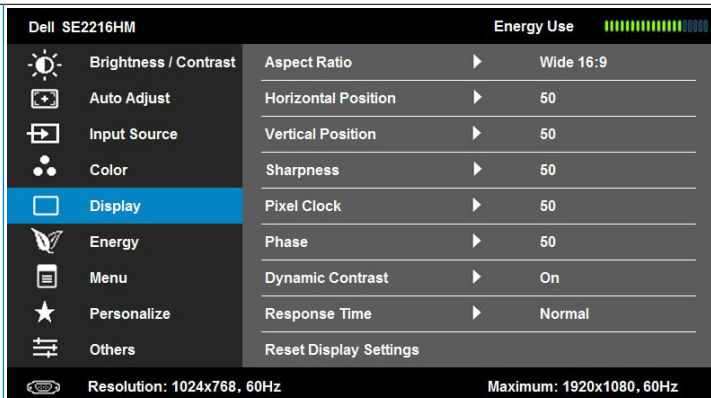 Dell SE2216HM Energy Use
Brightness / Contrast Aspect Ratio Wide 16:9
Auto Adjust Horizontal Position 50
Input Source Vertical Position 50
Color Sharpness 50
Display Pixel Clock 50
Energy Phase 50
Menu Dynamic Contrast On
Personalize Response Time Normal
Others Reset Display Settings
Resolution: 1024x768, 60Hz Maximum: 1920x1080, 60Hz